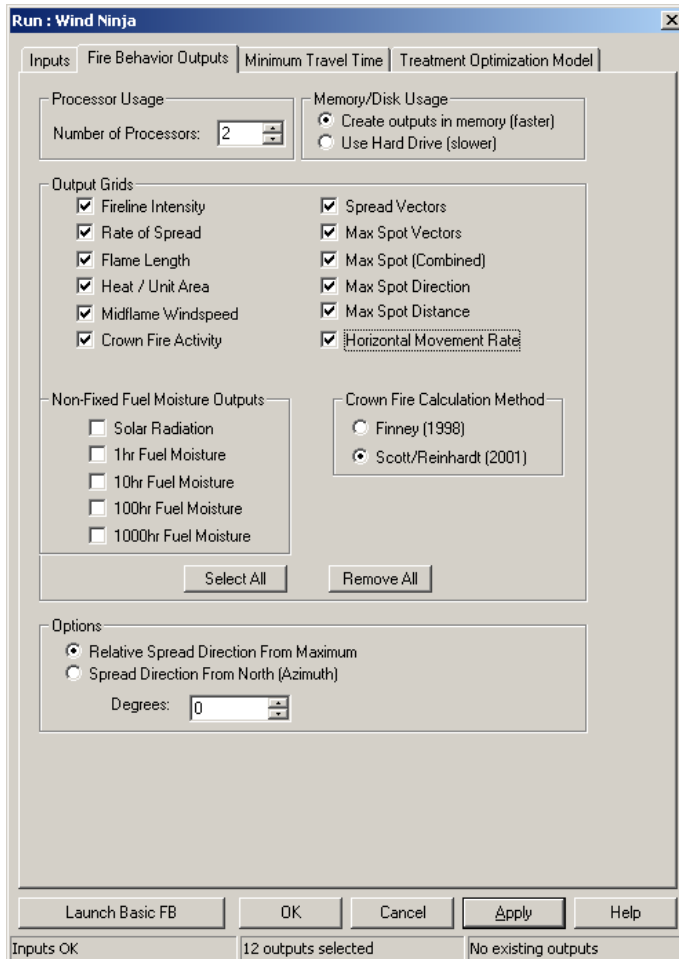 Run : Wind Ninja
Inputs
Fire Behavior Outputs
Minimum Travel Time
Treatment Optimization Model
Processor Usage
Number of Processors: 2
Memory/Disk Usage
Create outputs in memory (faster)
Use Hard Drive (slower)
Output Grids
Fireline Intensity
Rate of Spread
Flame Length
Heat / Unit Area
Midflame Windspeed
Crown Fire Activity
Spread Vectors
Max Spot Vectors
Max Spot (Combined)
Max Spot Direction
Max Spot Distance
Horizontal Movement Rate
Non-Fixed Fuel Moisture Outputs
Solar Radiation
1hr Fuel Moisture
10hr Fuel Moisture
100hr Fuel Moisture
1000hr Fuel Moisture
Crown Fire Calculation Method
Finney (1998)
Scott/Reinhardt (2001)
Select All
Remove All
Options
Relative Spread Direction From Maximum
Spread Direction From North (Azimuth)
Degrees: 0
Launch Basic FB
OK
Cancel
Apply
Help
Inputs OK
12 outputs selected
No existing outputs